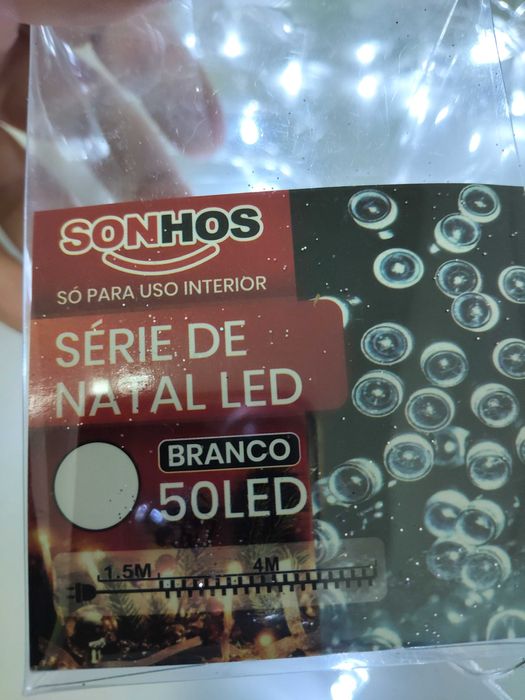 SONHOS
SÓ PARA USO INTERIOR
SÉRIE DE
NATAL LED
BRANCO
50LED
1.5M 4M